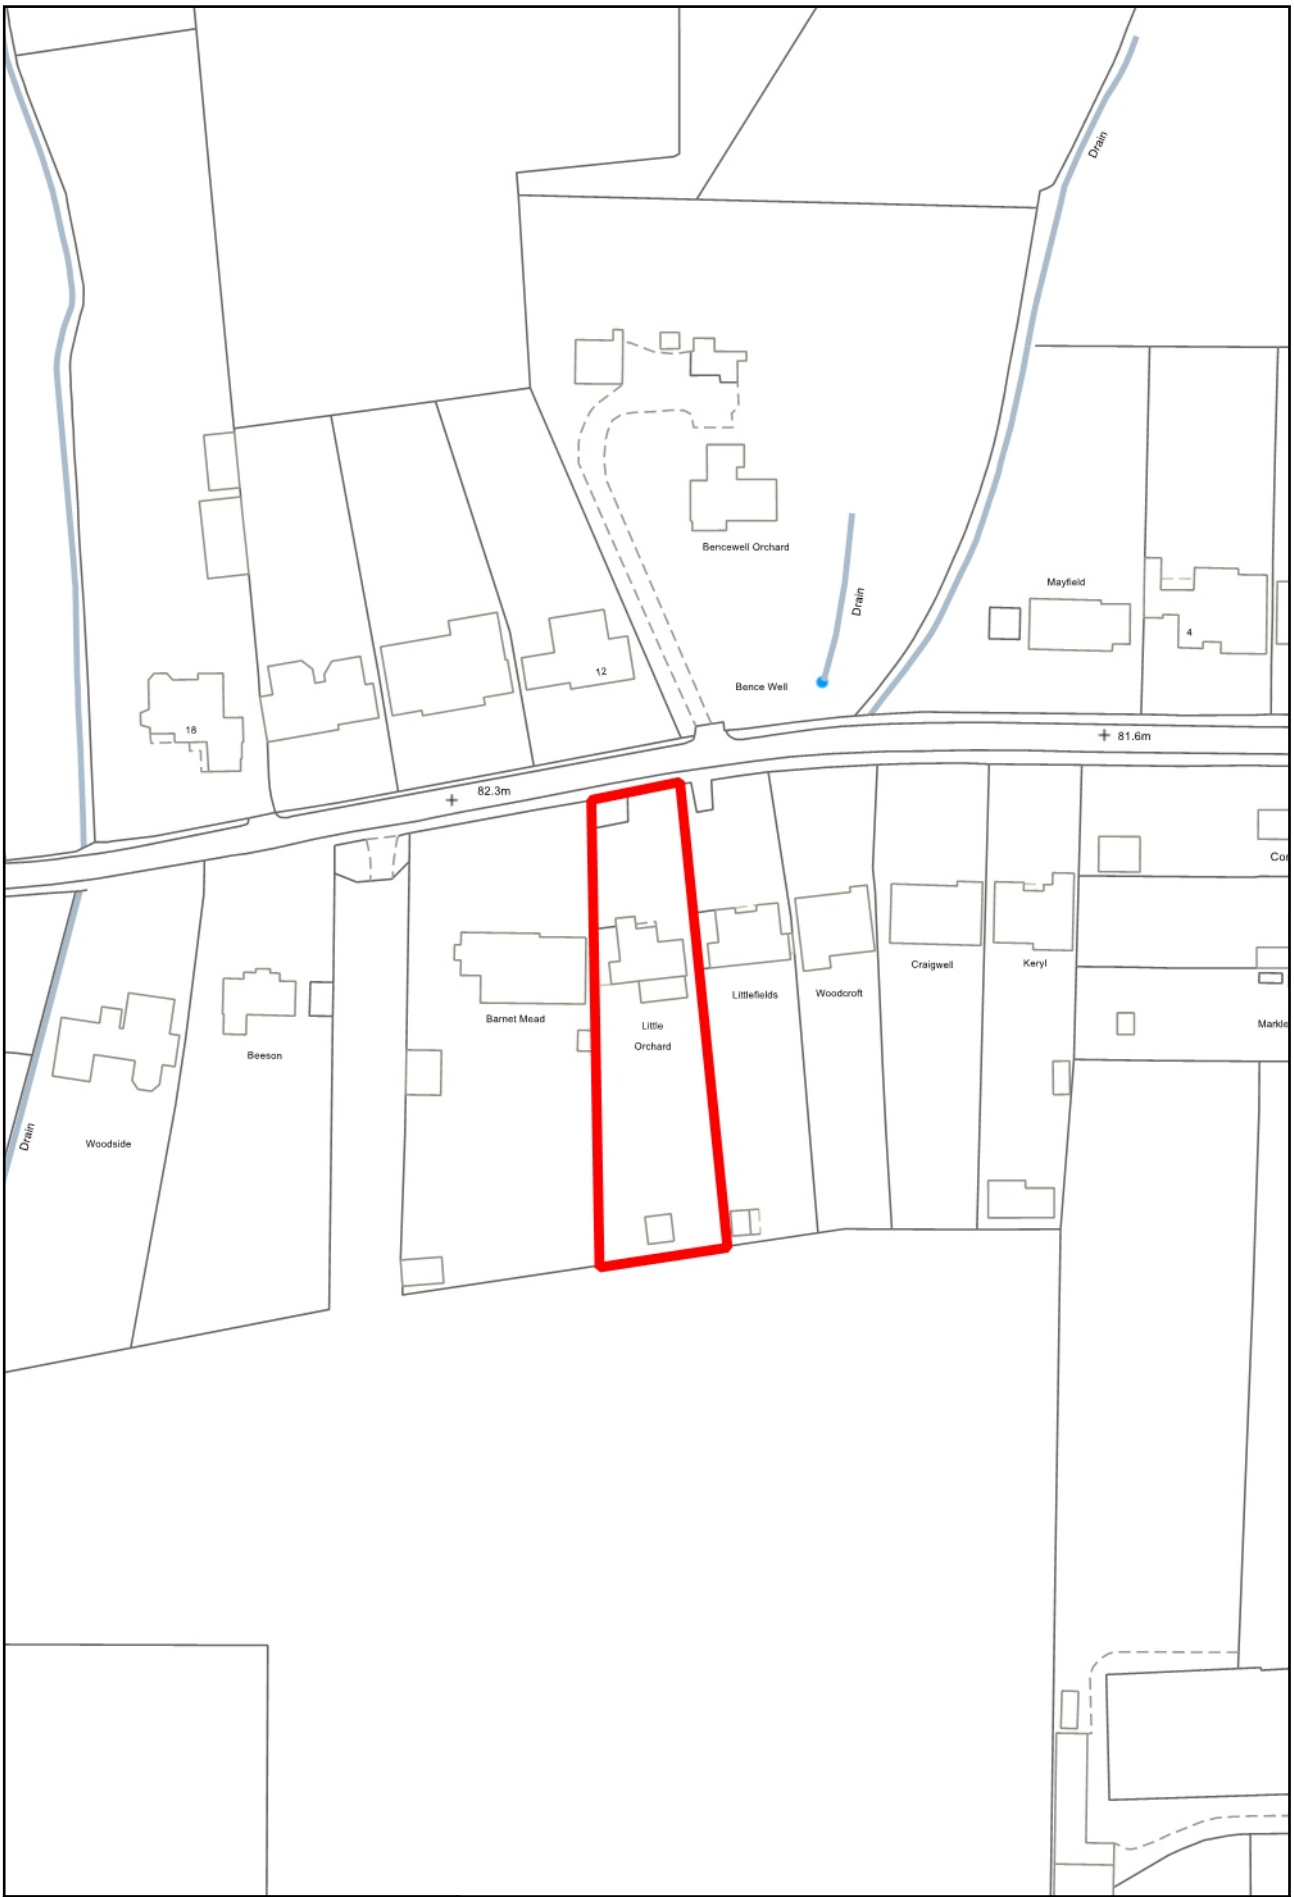 Drain
Bencewell Orchard
Mayfield
Drain
4
12
Bence Well
18
81.6m
82.3m
Cor
Craigwell
Keryl
Littlefields
Woodcroft
Barnet Mead
Little
Orchard
Markle
Beeson
Drain
Woodside